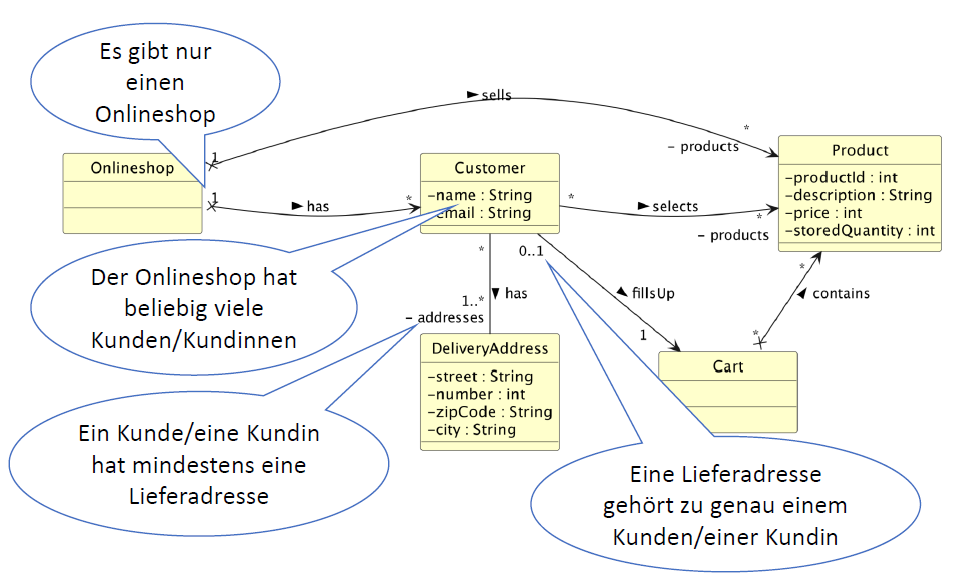 Es gibt nur
einen
Onlineshop
sells
1
*
- products
Onlineshop
Customer
-name : String
email : String
Product
-productId : int
-description : String
-price : int
-storedQuantity : int
1
has
*
*
selects
*
- products
*
0..1
*
Der Onlineshop hat
beliebig viele
Kunden/Kundinnen
1..*
has
- addresses
fillsUp
contains
1
*
DeliveryAddress
-street : String
-number : int
-zipCode : String
-city : String
Cart
Ein Kunde/eine Kundin
hat mindestens eine
Lieferadresse
Eine Lieferadresse
gehört zu genau einem
Kunden/einer Kundin